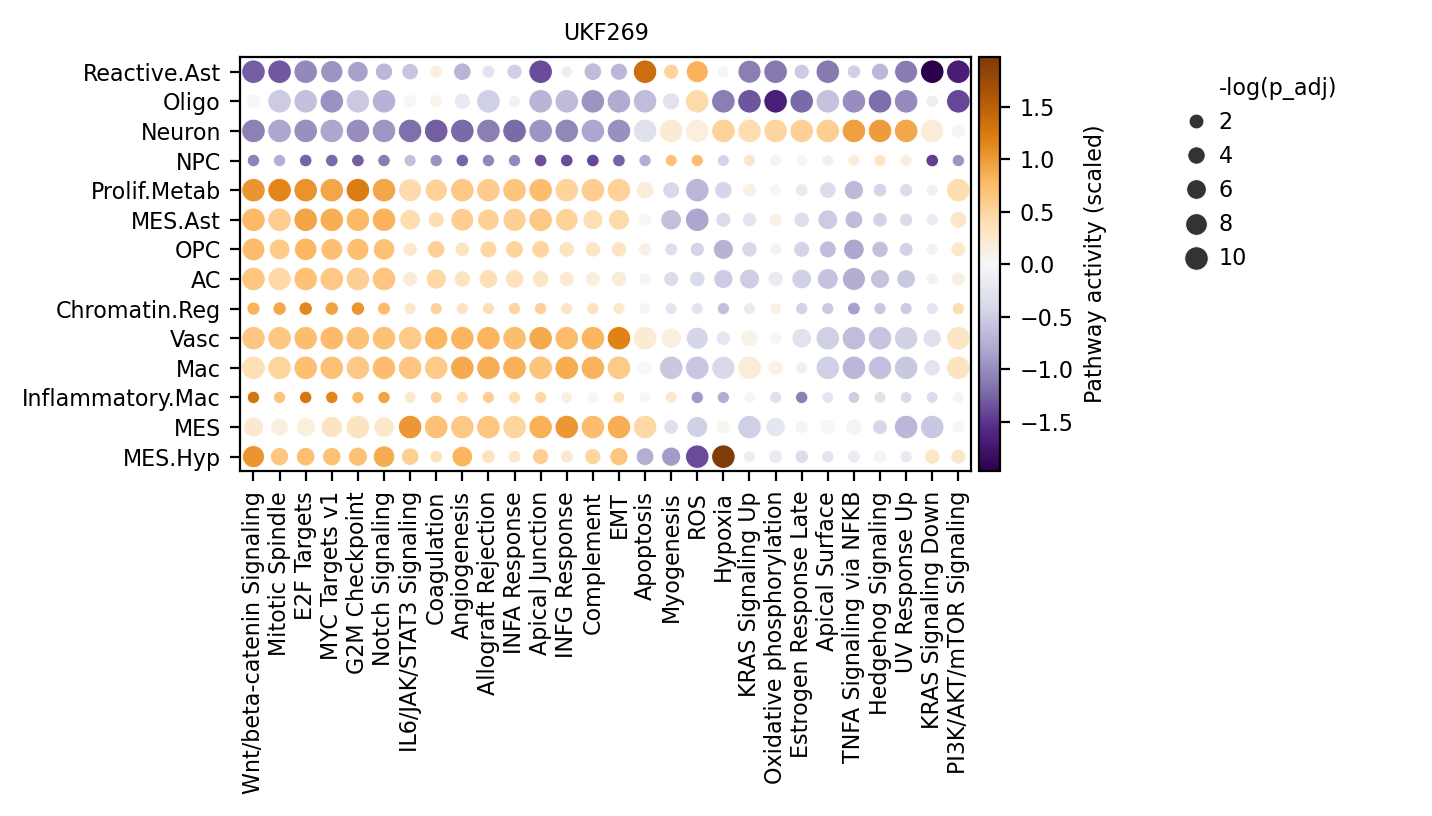 UKF269
Reactive.Ast
Oligo
Neuron
NPC
Prolif.Metab
MES.Ast
OPC
AC
Chromatin.Reg
Vasc
Mac
Inflammatory.Mac
MES
MES.Hyp
Wnt/beta-catenin Signaling
Mitotic Spindle
E2F Targets
MYC Targets v1
G2M Checkpoint
Notch Signaling
IL6/JAK/STAT3 Signaling
Coagulation
Angiogenesis
Allograft Rejection
INFA Response
Apical Junction
INFG Response
Complement
EMT
Apoptosis
Myogenesis
ROS
Hypoxia
KRAS Signaling Up
Oxidative phosphorylation
Estrogen Response Late
Apical Surface
TNFA Signaling via NFKB
Hedgehog Signaling
UV Response Up
KRAS Signaling Down
PI3K/AKT/mTOR Signaling
1.5
1.0
0.5
0.0
−0.5
−1.0
−1.5
Pathway activity (scaled)
-log(p_adj)
2
4
6
8
10